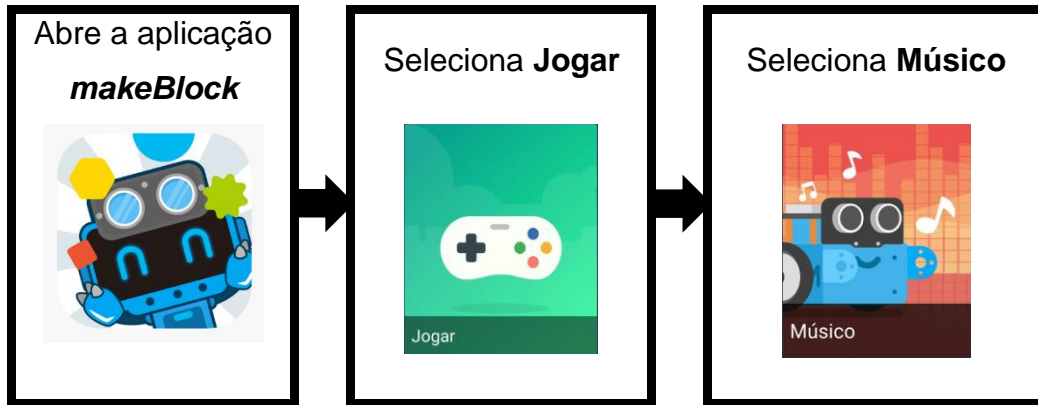 Abre a aplicação
makeBlock
Seleciona Jogar
Jogar
Seleciona Músico
Músico